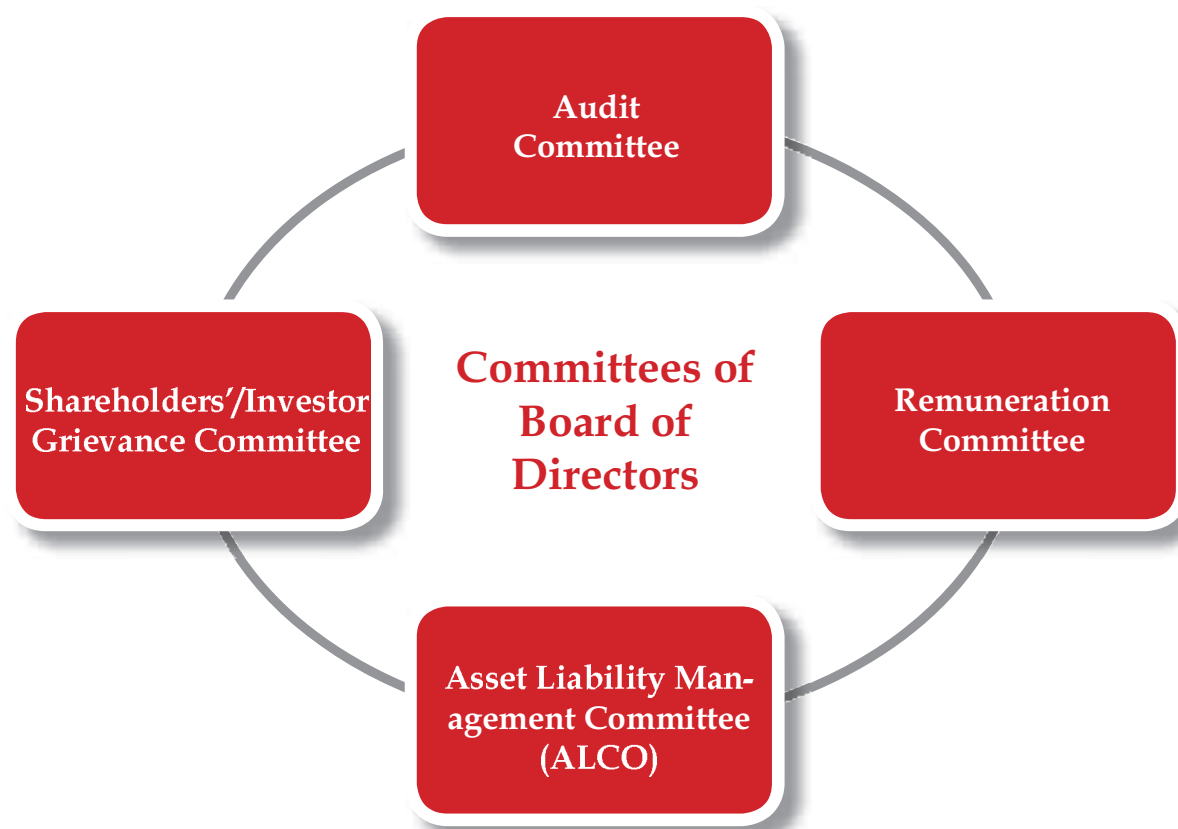 Audit
Committee
Shareholders'/Investor
Grievance Committee
Committees of
Board of
Directors
Remuneration
Committee
Asset Liability Man-
agement Committee
(ALCO)